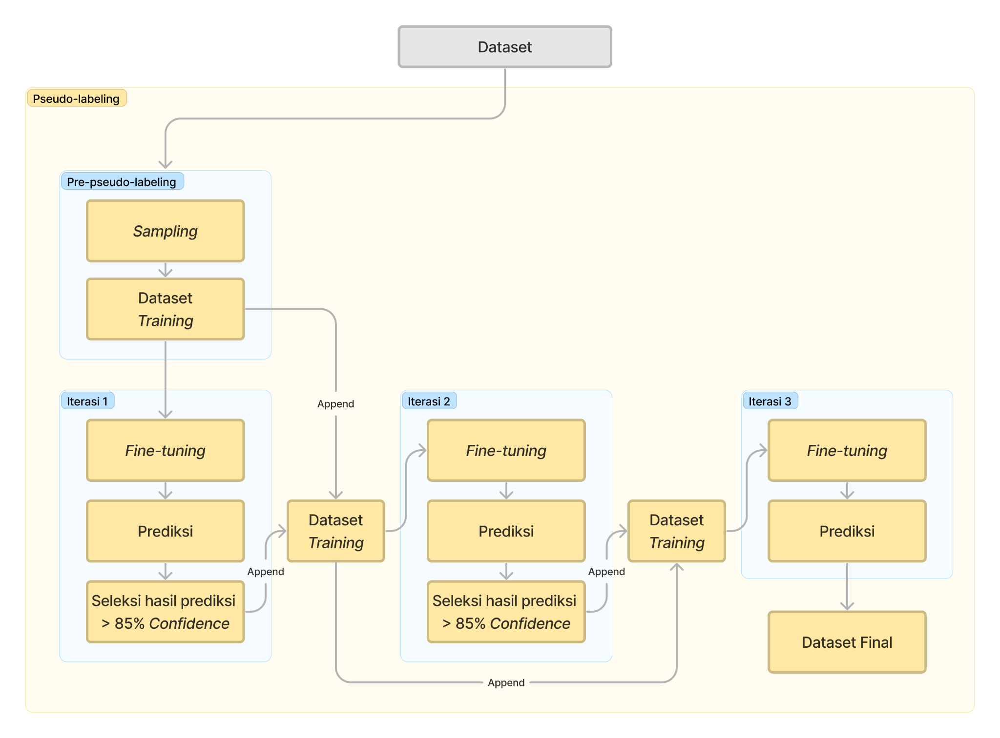 Dataset
Pseudo-labeling
Pre-pseudo-labeling
Sampling
Dataset
Training
Append
Iterasi 1
Fine-tuning
Prediksi
Seleksi hasil prediksi
> 85% Confidence
Append
Dataset
Training
Iterasi 2
Fine-tuning
Prediksi
Seleksi hasil prediksi
> 85% Confidence
Append
Append
Dataset
Training
Iterasi 3
Fine-tuning
Prediksi
Dataset Final